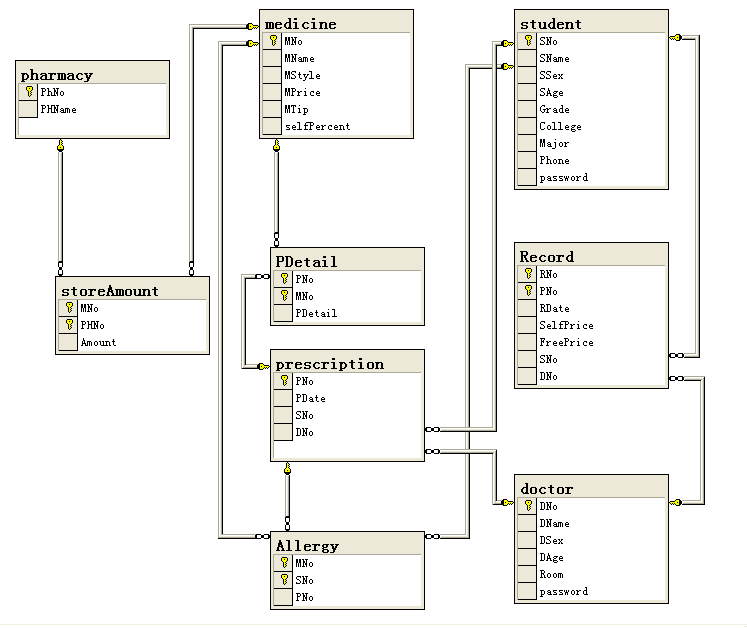 pharmacy
PhNo
PHName
medicine
MNo
MName
MStyle
MPrice
MTip
selfPercent
student
SNo
SName
SSex
SAge
Grade
College
Major
Phone
password
storeAmount
MNo
PHNo
Amount
PDetail
PNo
MNo
PDetail
Record
RNo
PNo
RDate
SelfPrice
FreePrice
SNo
DNo
prescription
PNo
PDate
SNo
DNo
doctor
DNo
DName
DSex
DAge
Room
password
Allergy
MNo
SNo
PNo